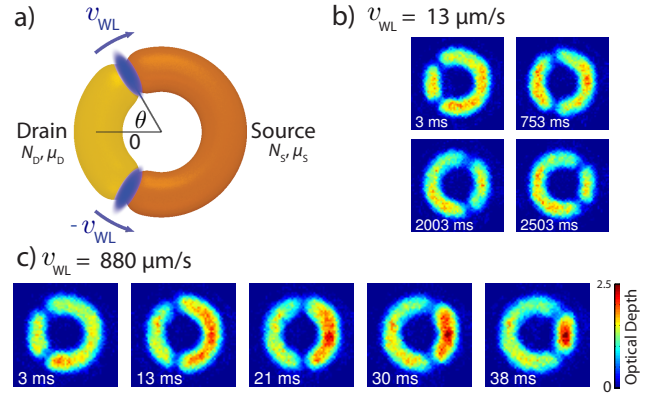 a)
v_WL
θ
0
Drain
N_D, μ_D
Source
N_S, μ_S
- v_WL
b) v_WL = 13 μm/s
3 ms
753 ms
2003 ms
2503 ms
c) v_WL = 880 μm/s
3 ms
13 ms
21 ms
30 ms
38 ms
2.5
Optical Depth
0